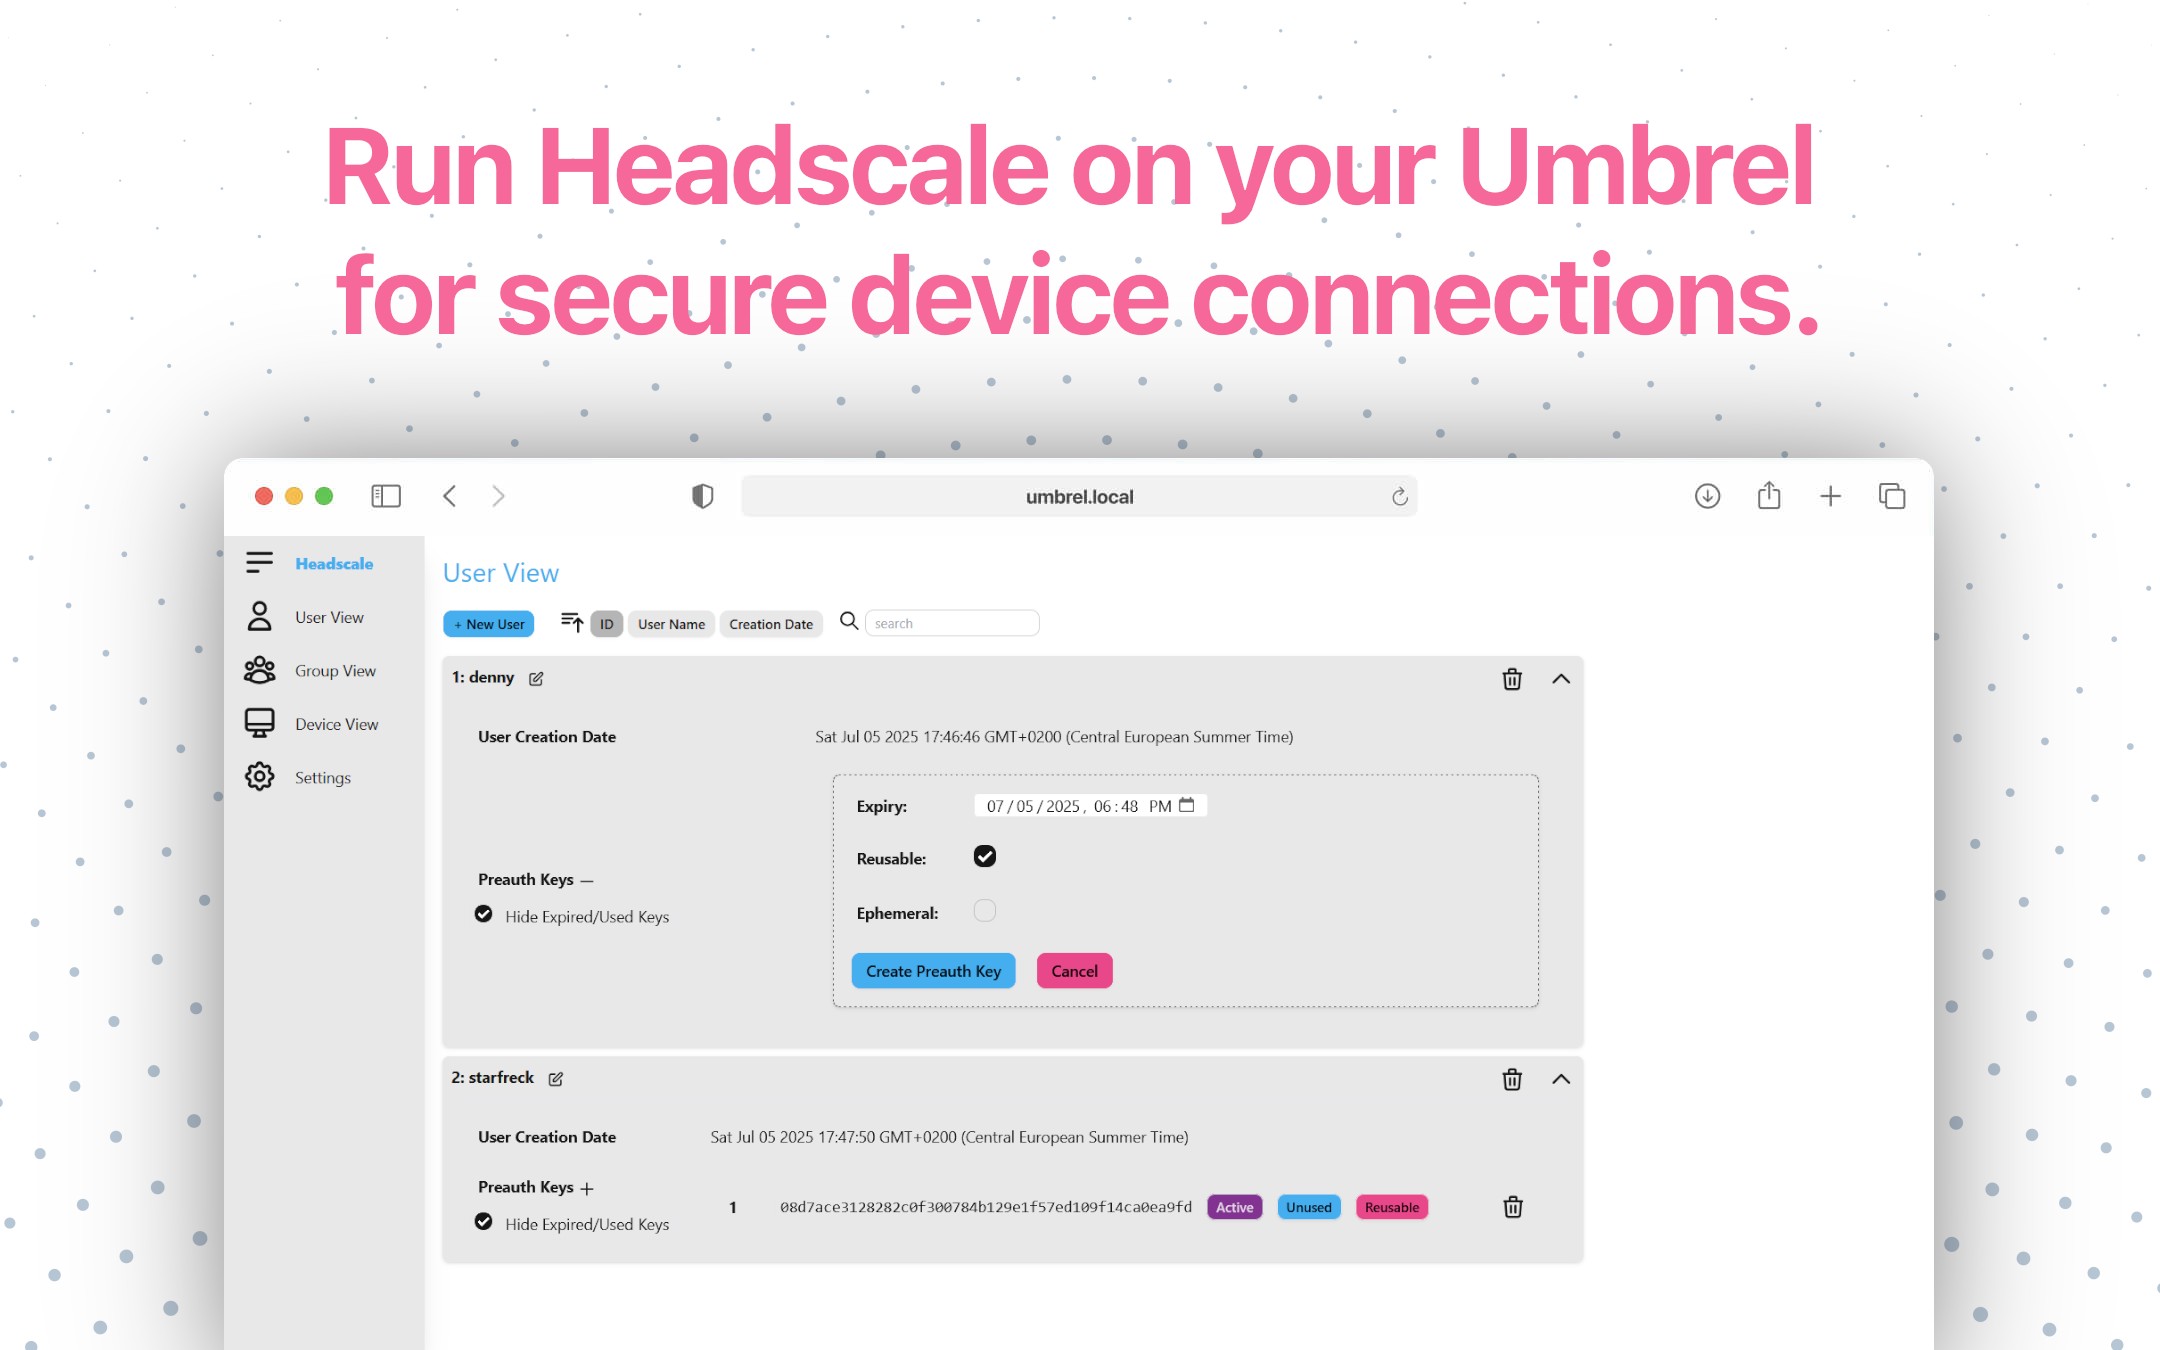 Run Headscale on your Umbrel
for secure device connections.
umbrel.local
Headscale
User View
Group View
Device View
Settings
User View
+ New User
ID
User Name
Creation Date
search
1: denny
User Creation Date
Sat Jul 05 2025 17:46:46 GMT+0200 (Central European Summer Time)
Preauth Keys —
Hide Expired/Used Keys
Expiry:
07/05/2025, 06:48 PM
Reusable:
Ephemeral:
Create Preauth Key
Cancel
2: starfreck
User Creation Date
Sat Jul 05 2025 17:47:50 GMT+0200 (Central European Summer Time)
Preauth Keys +
Hide Expired/Used Keys
1
08d7ace3128282c0f300784b129e1f57ed109f14ca0ea9fd
Active
Unused
Reusable